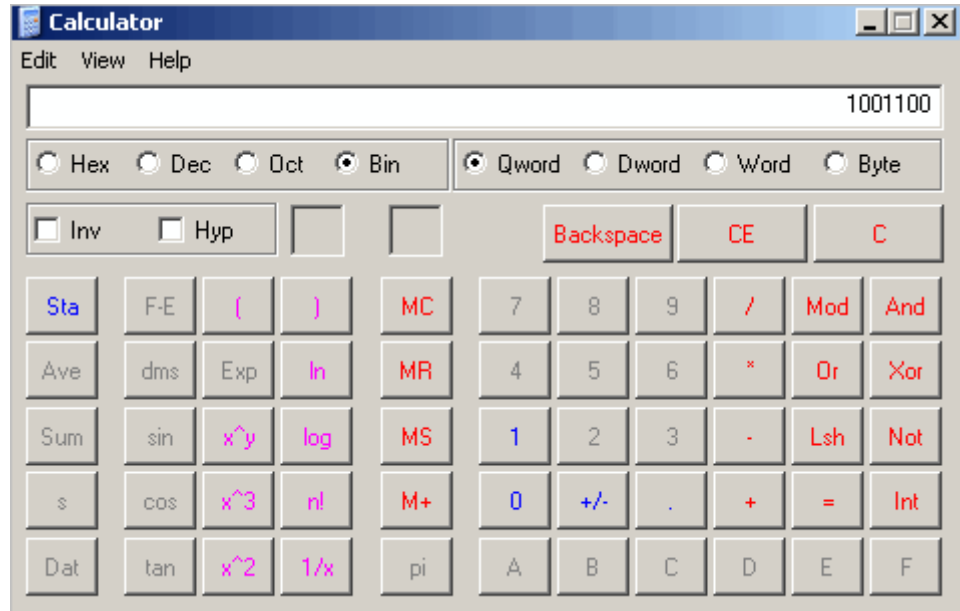 Calculator
Edit View Help
1001100
Hex Dec Oct Bin Qword Dword Word Byte
Inv Hyp Backspace CE C
Sta F-E ( ) MC 7 8 9 / Mod And
Ave dms Exp ln MR 4 5 6 * Or Xor
Sum sin x^y log MS 1 2 3 - Lsh Not
s cos x^3 n! M+ 0 +/- . + = Int
Dat tan x^2 1/x pi A B C D E F